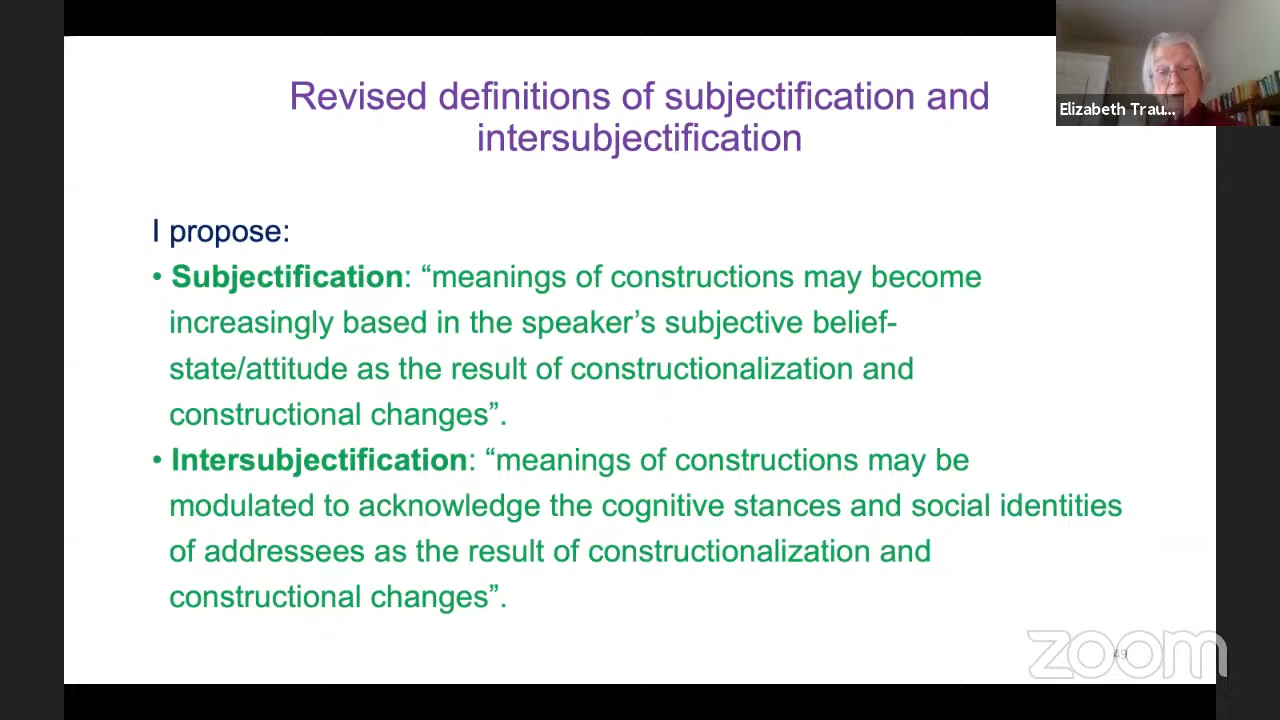 Revised definitions of subjectification and
intersubjectification
Elizabeth Trau...
I propose:
• Subjectification: “meanings of constructions may become
increasingly based in the speaker’s subjective belief-
state/attitude as the result of constructionalization and
constructional changes”.
• Intersubjectification: “meanings of constructions may be
modulated to acknowledge the cognitive stances and social identities
of addressees as the result of constructionalization and
constructional changes”.
zoom
49